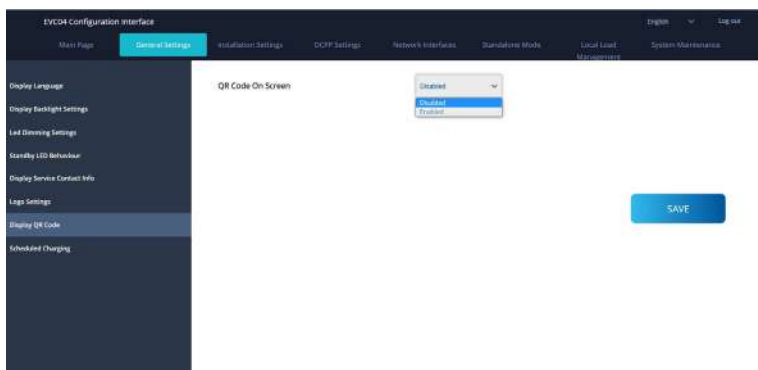 EVC04 Configuration Interface
English
Log out
Main Page
General Settings
Installation Settings
OCPP Settings
Network Interfaces
Standalone Mode
Local Load
Management
System Maintenance
Display Language
Display Backlight Settings
Led Dimming Settings
Standby LED Behaviour
Display Service Contact Info
Logo Settings
Display QR Code
Scheduled Charging
QR Code On Screen
Disabled
Disabled
Enabled
SAVE